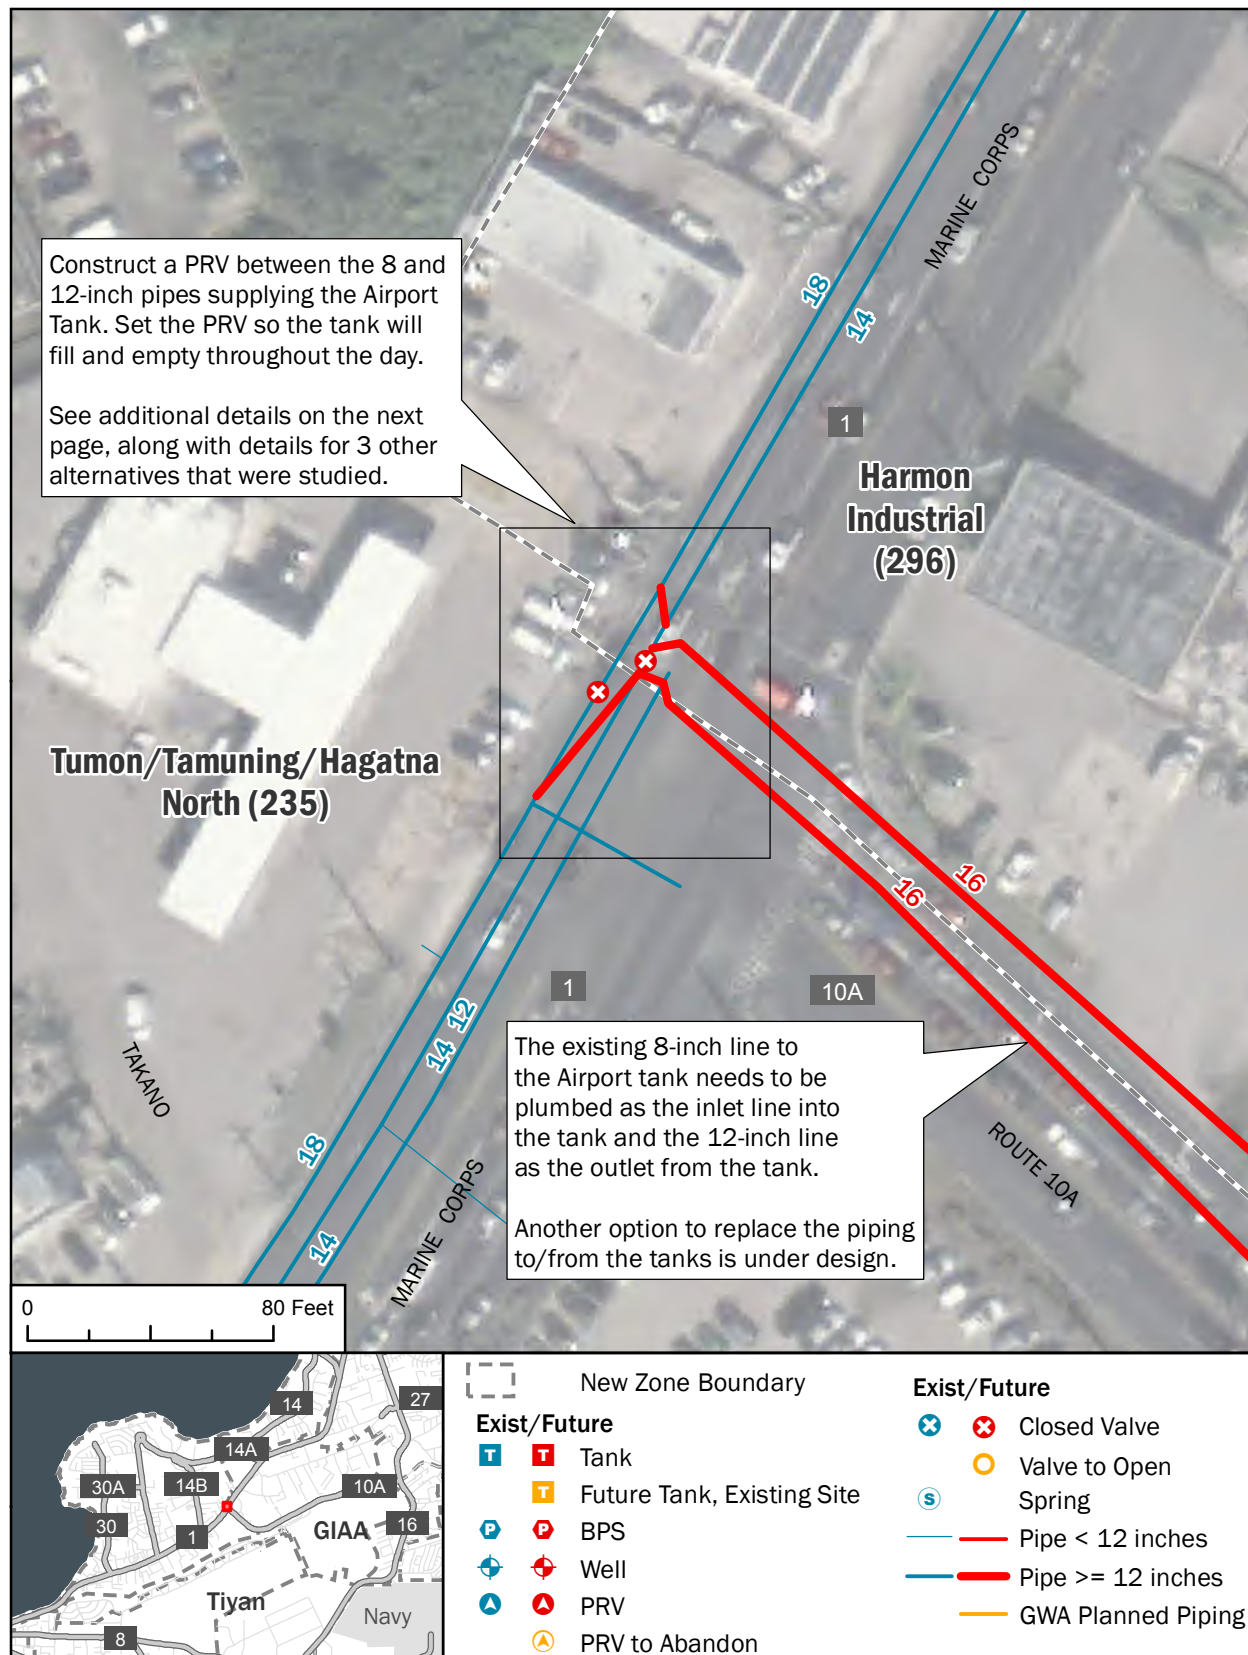 MARINE CORPS
Construct a PRV between the 8 and
12-inch pipes supplying the Airport
Tank. Set the PRV so the tank will
fill and empty throughout the day.
See additional details on the next
page, along with details for 3 other
alternatives that were studied.
18
14
1
Harmon
Industrial
(296)
Tumon/Tamuning/Hagatna
North (235)
16
16
1
10A
12
14
TAKANO
The existing 8-inch line to
the Airport tank needs to be
plumbed as the inlet line into
the tank and the 12-inch line
as the outlet from the tank.
Another option to replace the piping
to/from the tanks is under design.
ROUTE 10A
18
14
MARINE CORPS
0 80 Feet
14
27
14A
30A
14B
10A
30
1
GIAA
16
Tiyan
Navy
8
New Zone Boundary
Exist/Future
T T Tank
T Future Tank, Existing Site
P P BPS
Well
PRV
PRV to Abandon
Exist/Future
Closed Valve
Valve to Open
S Spring
Pipe < 12 inches
Pipe >= 12 inches
GWA Planned Piping